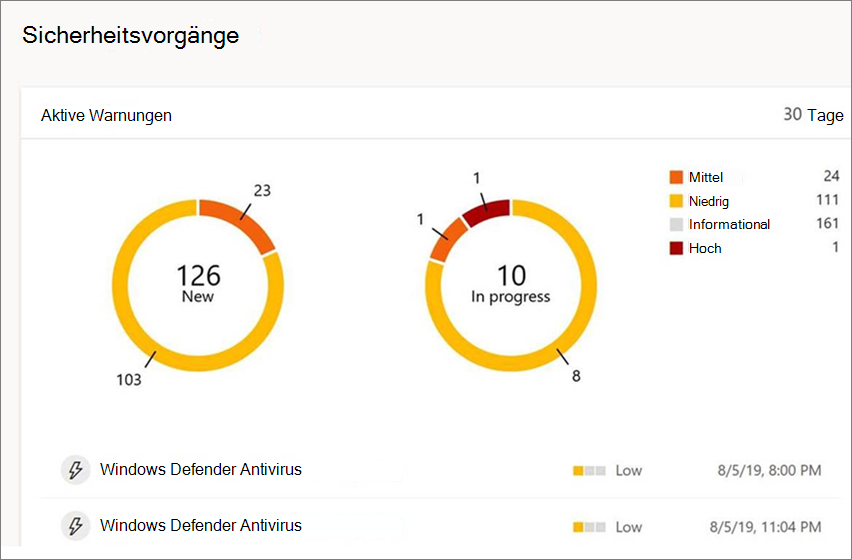 Sicherheitsvorgänge
Aktive Warnungen
30 Tage
23
126
New
103
1
1
10
In progress
8
Mittel 24
Niedrig 111
Informational 161
Hoch 1
Windows Defender Antivirus Low 8/5/19, 8:00 PM
Windows Defender Antivirus Low 8/5/19, 11:04 PM